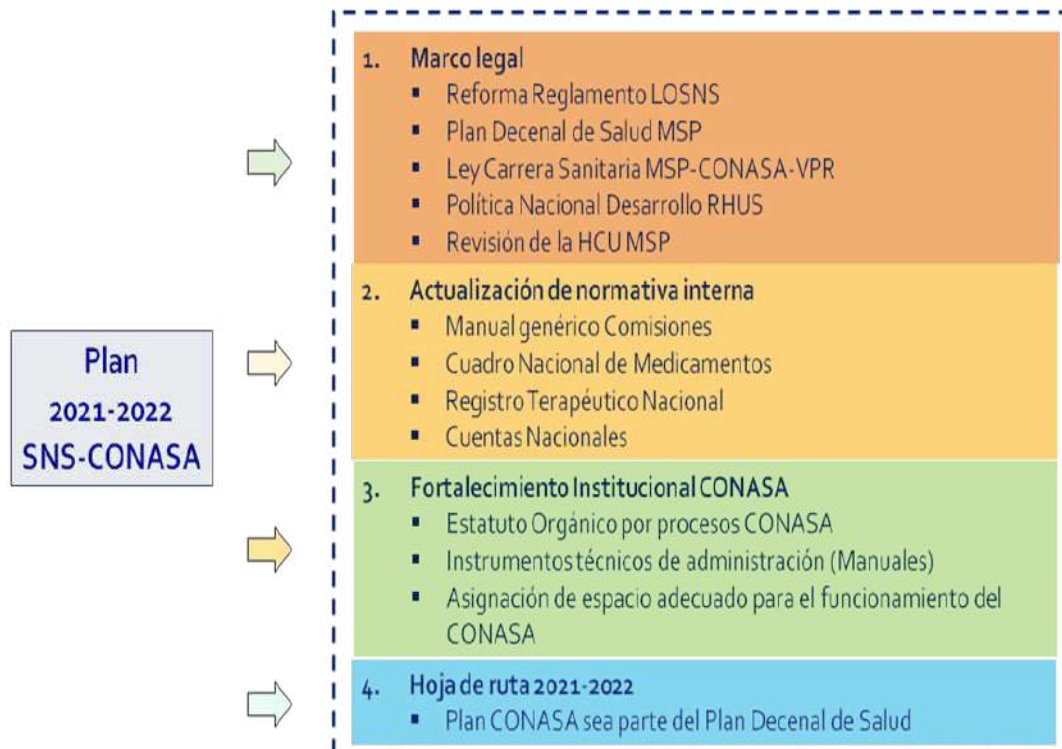 Plan
2021-2022
SNS-CONASA
1. Marco legal
▪ Reforma Reglamento LOSNS
▪ Plan Decenal de Salud MSP
▪ Ley Carrera Sanitaria MSP-CONASA-VPR
▪ Política Nacional Desarrollo RHUS
▪ Revisión de la HCU MSP
2. Actualización de normativa interna
▪ Manual genérico Comisiones
▪ Cuadro Nacional de Medicamentos
▪ Registro Terapéutico Nacional
▪ Cuentas Nacionales
3. Fortalecimiento Institucional CONASA
▪ Estatuto Orgánico por procesos CONASA
▪ Instrumentos técnicos de administración (Manuales)
▪ Asignación de espacio adecuado para el funcionamiento del
CONASA
4. Hoja de ruta 2021-2022
▪ Plan CONASA sea parte del Plan Decenal de Salud